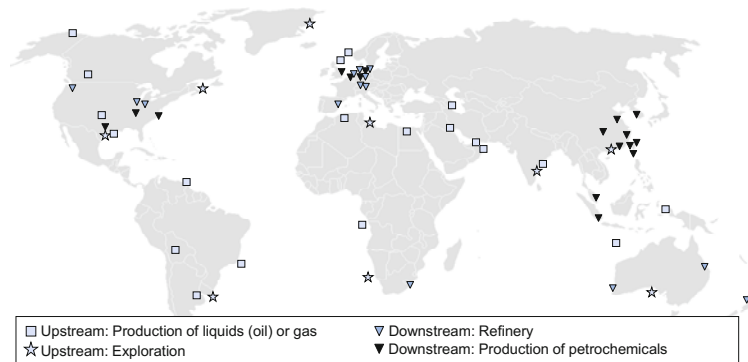 Upstream: Production of liquids (oil) or gas
Downstream: Refinery
Upstream: Exploration
Downstream: Production of petrochemicals